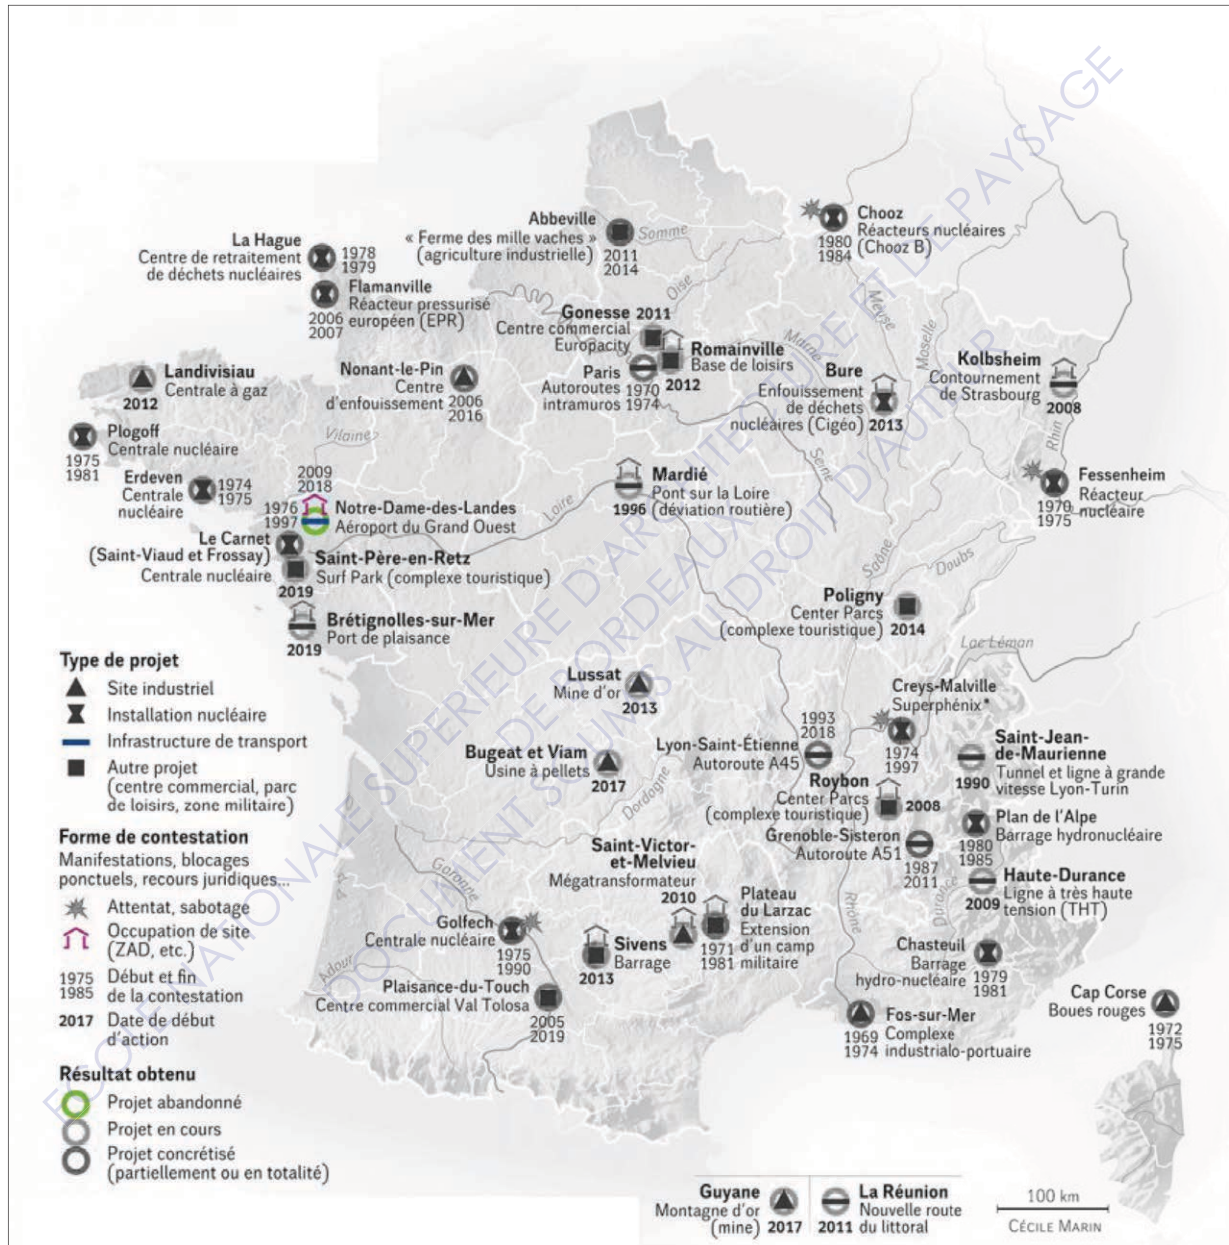 Chooz
Réacteurs nucléaires
(Chooz B)
1980
1984
Abbeville
« Ferme des mille vaches »
(agriculture industrielle)
2011
2014
Somme
La Hague
Centre de retraitement
de déchets nucléaires
1978
1979
Flamanville
Réacteur pressurisé
européen (EPR)
2006
2007
Oise
Meuse
Moselle
Marne
Gonesse 2011
Centre commercial
Europacity
Romainville
Base de loisirs
2012
Paris
Autoroutes
intramuros
1970
1974
Bure
Enfouissement
de déchets
nucléaires (Cigéo)
2013
Kolbsheim
Contournement
de Strasbourg
2008
Rhin
Landivisiau
Centrale à gaz
2012
Nonant-le-Pin
Centre
d'enfouissement
2006
2016
Plogoff
Centrale nucléaire
1975
1981
Vilaine
Seine
Erdeven
Centrale
nucléaire
1974
1975
2009
2018
1976
1997
Notre-Dame-des-Landes
Aéroport du Grand Ouest
Loire
Mardié
Pont sur la Loire
(déviation routière)
1996
Fessenheim
Réacteur
nucléaire
1970
1975
Le Carnet
(Saint-Viaud et Frossay)
Centrale nucléaire
Saint-Père-en-Retz
Surf Park (complexe touristique)
2019
Saône
Doubs
Brétignolles-sur-Mer
Port de plaisance
2019
Poligny
Center Parcs
(complexe touristique)
2014
Lac Léman
Type de projet
Site industriel
Installation nucléaire
Infrastructure de transport
Autre projet
(centre commercial, parc
de loisirs, zone militaire)
Lussat
Mine d'or
2013
Creys-Malville
Superphénix*
1974
1997
1993
2018
Lyon-Saint-Étienne
Autoroute A45
Saint-Jean-
de-Maurienne
Tunnel et ligne à grande
vitesse Lyon-Turin
1990
Bugeat et Viam
Usine à pellets
2017
Dordogne
Roybon
Center Parcs
(complexe touristique)
2008
Plan de l'Alpe
Barrage hydronucléaire
1980
1985
Grenoble-Sisteron
Autoroute A51
1987
2011
Forme de contestation
Manifestations, blocages
ponctuels, recours juridiques...
Attentat, sabotage
Occupation de site
(ZAD, etc.)
1975
1985
Début et fin
de la contestation
2017
Date de début
d'action
Saint-Victor-
et-Melvieu
Mégatransformateur
2010
Garonne
Plateau
du Larzac
Extension
d'un camp
militaire
1971
1981
Rhône
Durance
Haute-Durance
Ligne à très haute
tension (THT)
2009
Golfech
Centrale nucléaire
1975
1990
Sivens
Barrage
2013
Adour
Plaisance-du-Touch
Centre commercial Val Tolosa
2005
2019
Chasteuil
Barrage
hydro-nucléaire
1979
1981
Fos-sur-Mer
Complexe
industrialo-portuaire
1969
1974
Cap Corse
Boues rouges
1972
1975
Résultat obtenu
Projet abandonné
Projet en cours
Projet concrétisé
(partiellement ou en totalité)
Guyane
Montagne d'or
(mine) 2017
La Réunion
Nouvelle route
2011 du littoral
100 km
CÉCILE MARIN
ÉCOLE NATIONALE SUPERIEURE D'ARCHITECTURE ET DE PAYSAGE
DE BORDEAUX
DOCUMENT SOUMIS AU DROIT D'AUTEUR